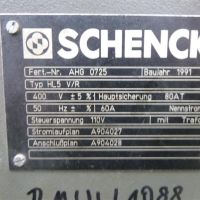 SCHENCK
Fert.-Nr. AHG 0725 Baujahr 1991
Typ HL5 V/R
400 V ± 5 % Hauptsicherung 80AT
50 Hz ± % 60A Nennstrom
Steuerspannung 110V mit Trafo
Stromlaufplan A904027
Anschlußplan A904028